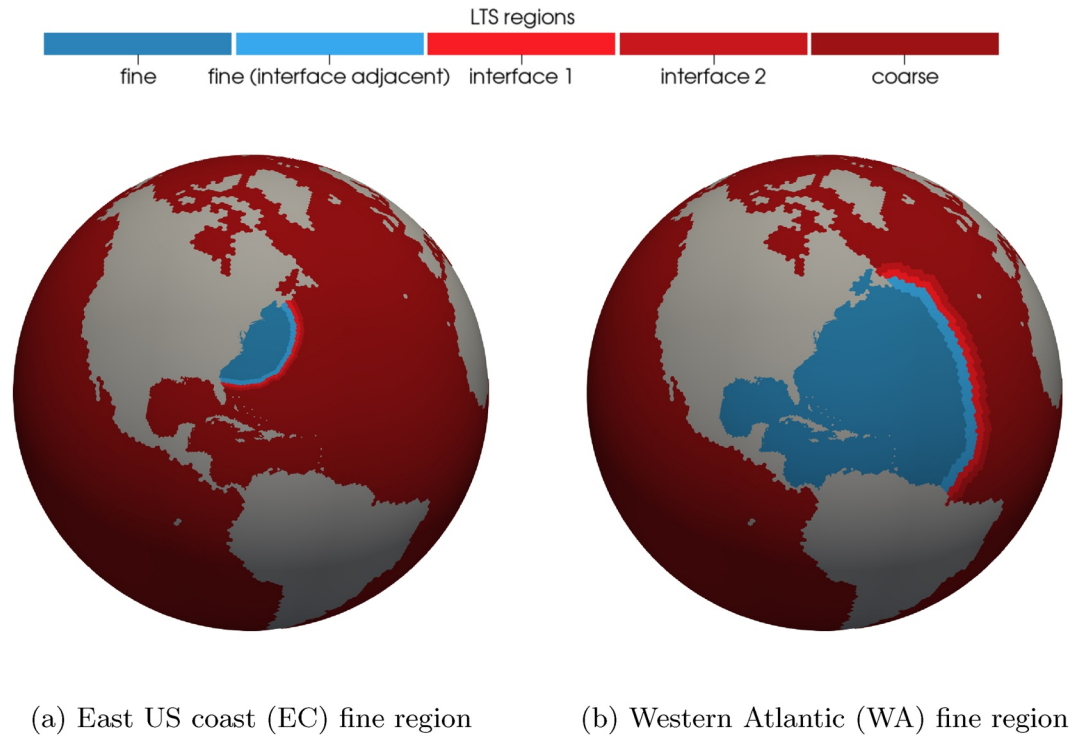 LTS regions
fine fine (interface adjacent) interface 1 interface 2 coarse
(a) East US coast (EC) fine region (b) Western Atlantic (WA) fine region